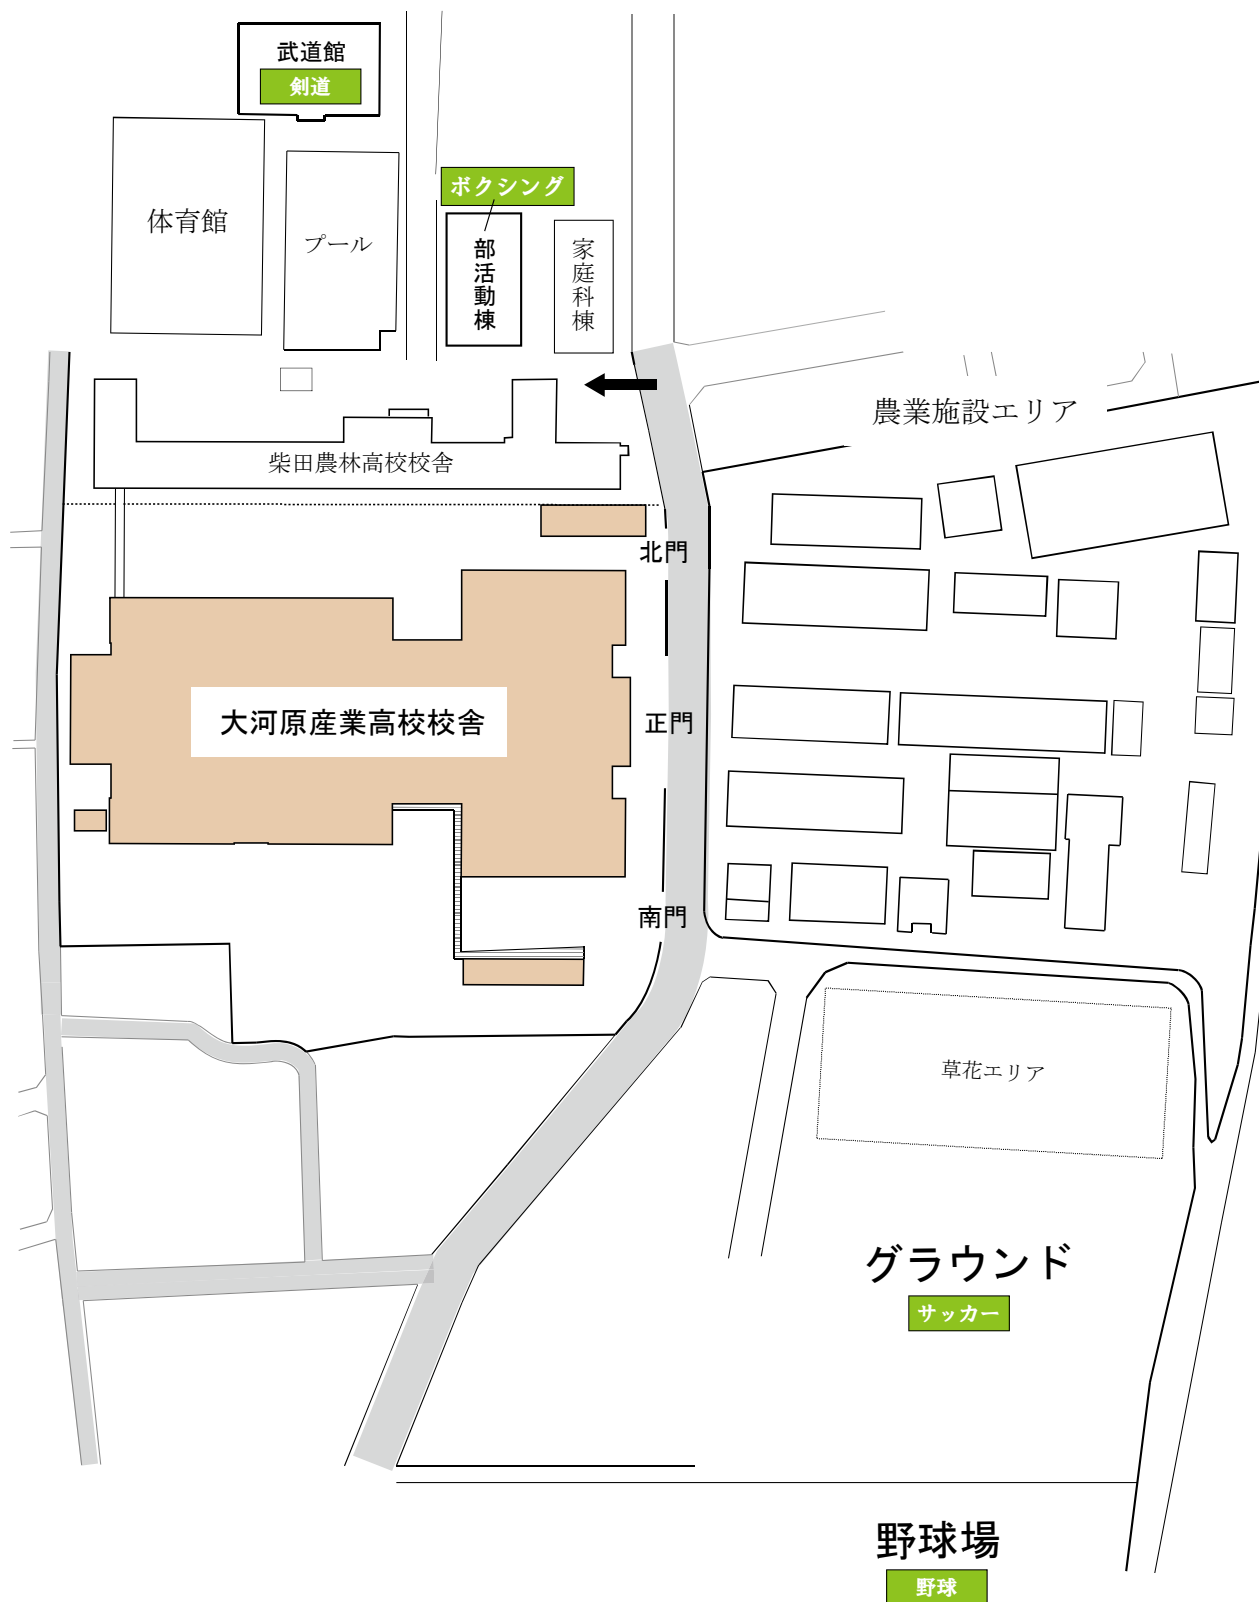 武道館
剣道
ボクシング
体育館
プール
部活動棟
家庭科棟
農業施設エリア
柴田農林高校校舎
北門
大河原産業高校校舎
正門
南門
草花エリア
グラウンド
サッカー
野球場
野球